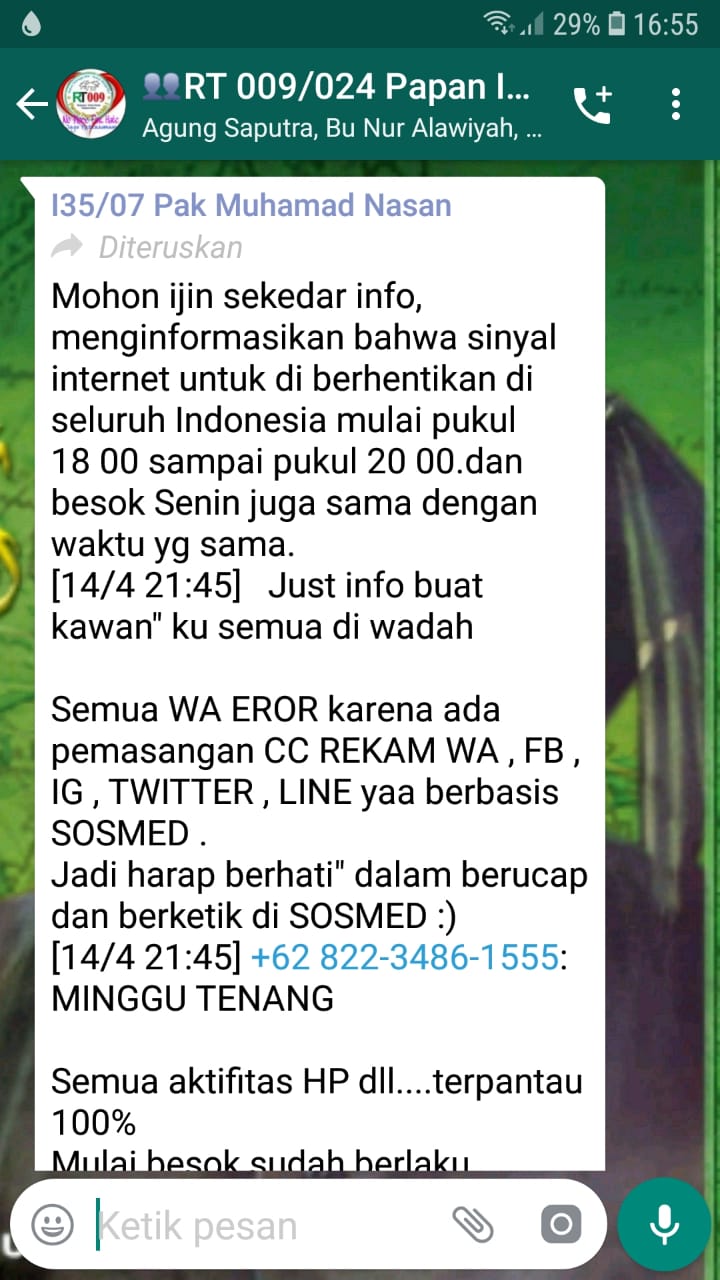 29% 16:55
RT 009/024 Papan I...
Agung Saputra, Bu Nur Alawiyah, ...
RT009
I35/07 Pak Muhamad Nasan
Diteruskan
Mohon ijin sekedar info,
menginformasikan bahwa sinyal
internet untuk di berhentikan di
seluruh Indonesia mulai pukul
18 00 sampai pukul 20 00.dan
besok Senin juga sama dengan
waktu yg sama.
[14/4 21:45]   Just info buat
kawan" ku semua di wadah
Semua WA EROR karena ada
pemasangan CC REKAM WA , FB ,
IG , TWITTER , LINE yaa berbasis
SOSMED .
Jadi harap berhati" dalam berucap
dan berketik di SOSMED :)
[14/4 21:45] +62 822-3486-1555:
MINGGU TENANG
Semua aktifitas HP dll....terpantau
100%
Mulai besok sudah berlaku
Ketik pesan